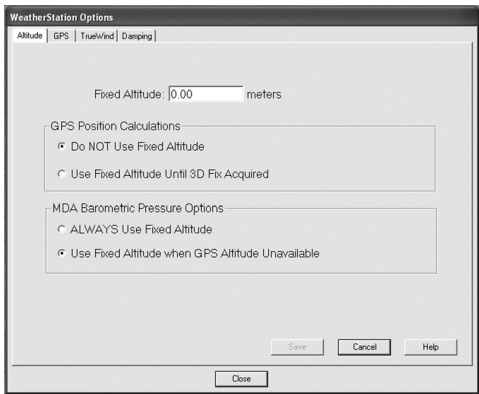 WeatherStation Options
Altitude GPS TrueWind Damping
Fixed Altitude: 0.00 meters
GPS Position Calculations
Do NOT Use Fixed Altitude
Use Fixed Altitude Until 3D Fix Acquired
MDA Barometric Pressure Options
ALWAYS Use Fixed Altitude
Use Fixed Altitude when GPS Altitude Unavailable
Save Cancel Help
Close